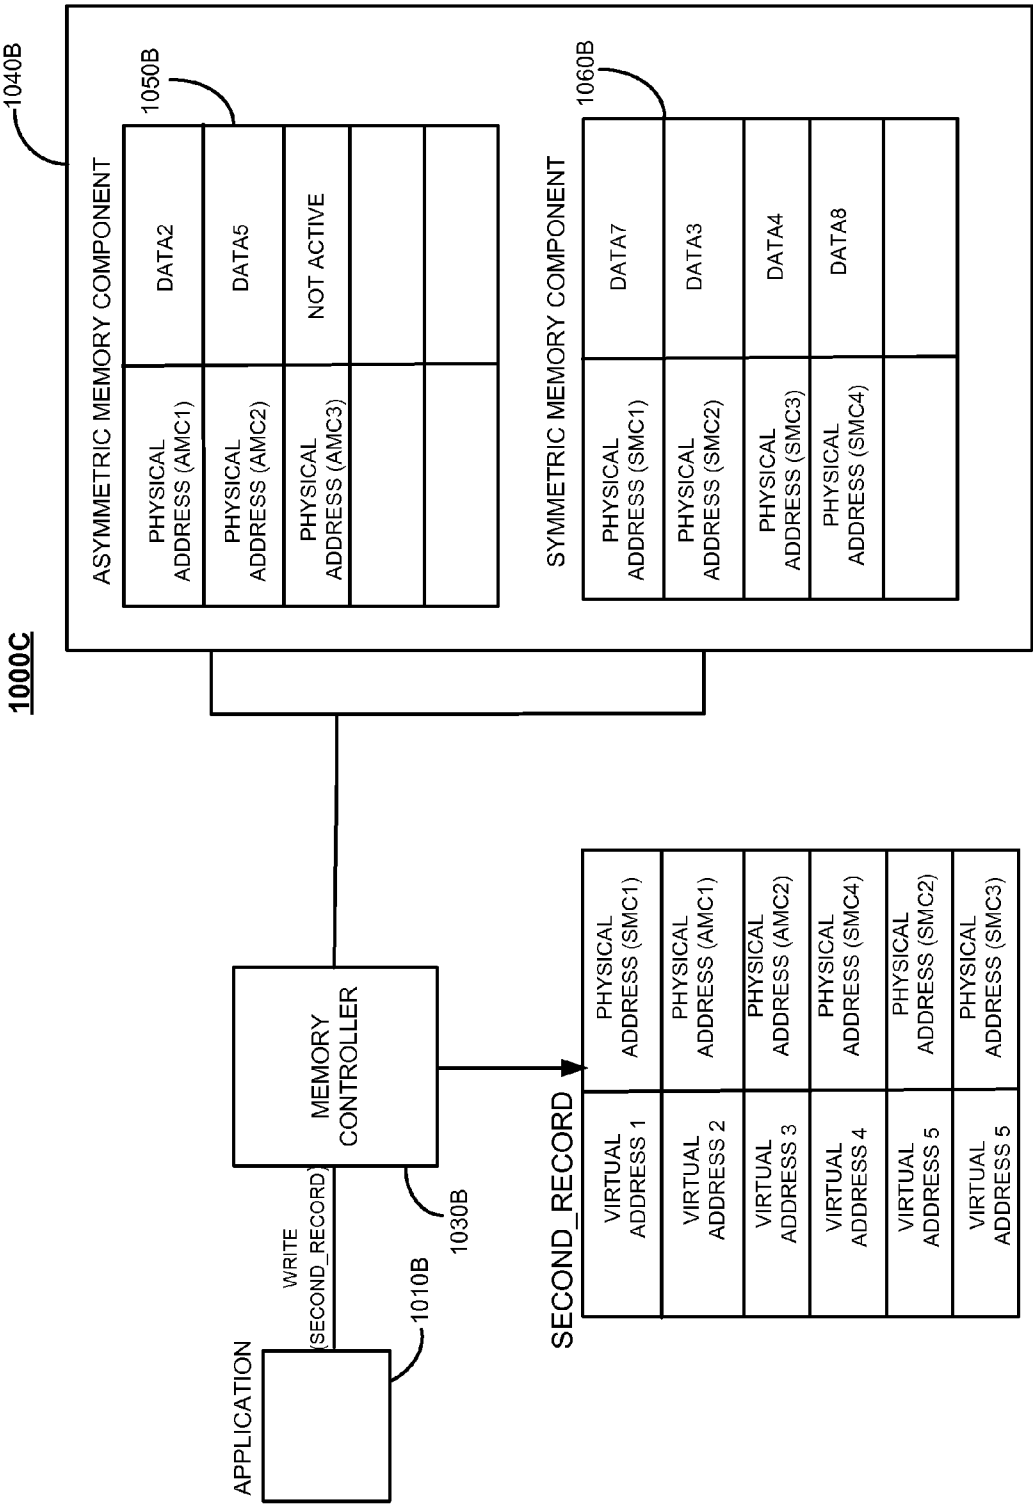 1000C
APPLICATION
1010B
WRITE
(SECOND_RECORD)
MEMORY
CONTROLLER
1030B
SECOND_RECORD
VIRTUAL
ADDRESS 1
PHYSICAL
ADDRESS (SMC1)
VIRTUAL
ADDRESS 2
PHYSICAL
ADDRESS (AMC1)
VIRTUAL
ADDRESS 3
PHYSICAL
ADDRESS (AMC2)
VIRTUAL
ADDRESS 4
PHYSICAL
ADDRESS (SMC4)
VIRTUAL
ADDRESS 5
PHYSICAL
ADDRESS (SMC2)
VIRTUAL
ADDRESS 5
PHYSICAL
ADDRESS (SMC3)
1040B
ASYMMETRIC MEMORY COMPONENT
1050B
PHYSICAL
ADDRESS (AMC1)
DATA2
PHYSICAL
ADDRESS (AMC2)
DATA5
PHYSICAL
ADDRESS (AMC3)
NOT ACTIVE
SYMMETRIC MEMORY COMPONENT
1060B
PHYSICAL
ADDRESS (SMC1)
DATA7
PHYSICAL
ADDRESS (SMC2)
DATA3
PHYSICAL
ADDRESS (SMC3)
DATA4
PHYSICAL
ADDRESS (SMC4)
DATA8